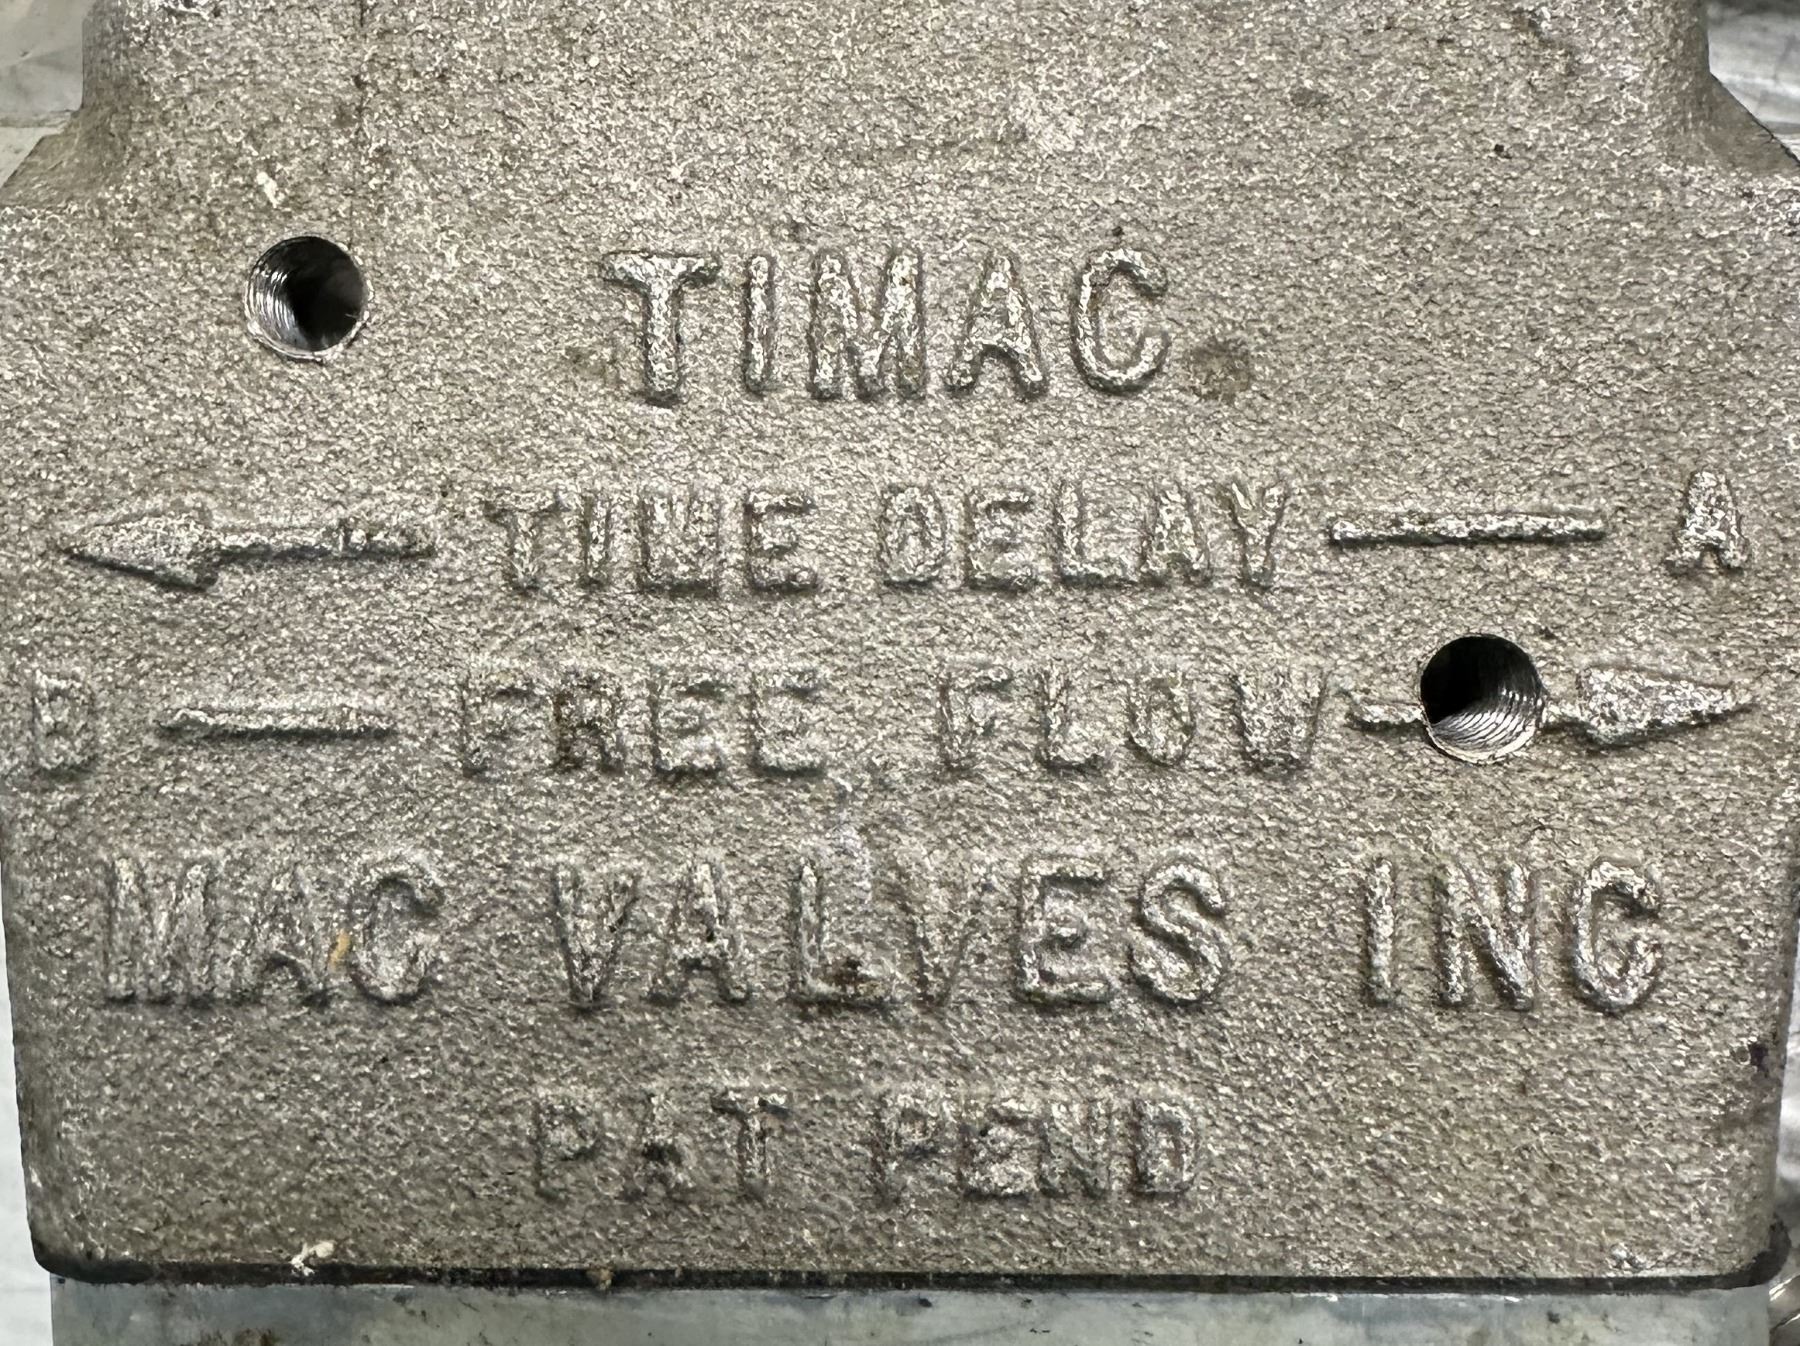 TIMAC
TIME DELAY A
B FREE FLOW
MAC VALVES INC
PAT PEND